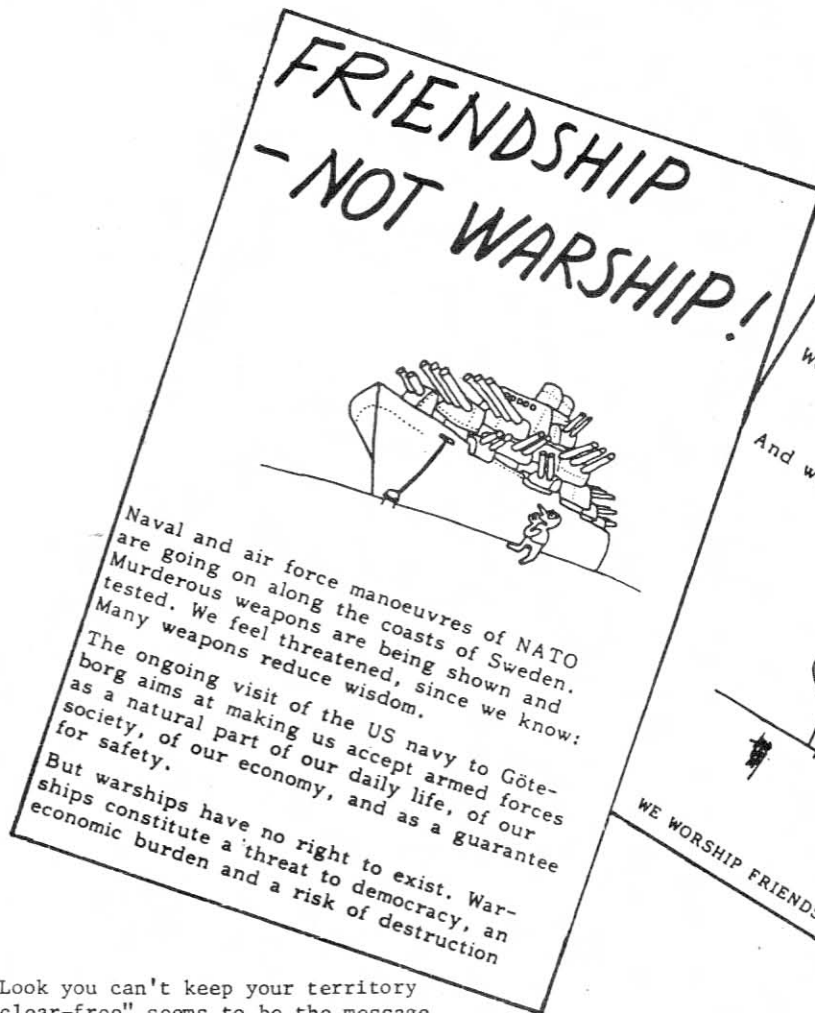 FRIENDSHIP
- NOT WARSHIP!
Naval and air force manoeuvres of NATO
are going on along the coasts of Sweden.
Murderous weapons are being shown and
tested. We feel threatened, since we know:
Many weapons reduce wisdom.
The ongoing visit of the US navy to Göte-
borg aims at making us accept armed forces
as a natural part of our daily life, of our
society, of our economy, and as a guarantee
for safety.
But warships have no right to exist. War-
ships constitute a threat to democracy, an
economic burden and a risk of destruction
And w
WE WORSHIP FRIENDS
Look you can't keep your territory
clear-free" seems to be the message